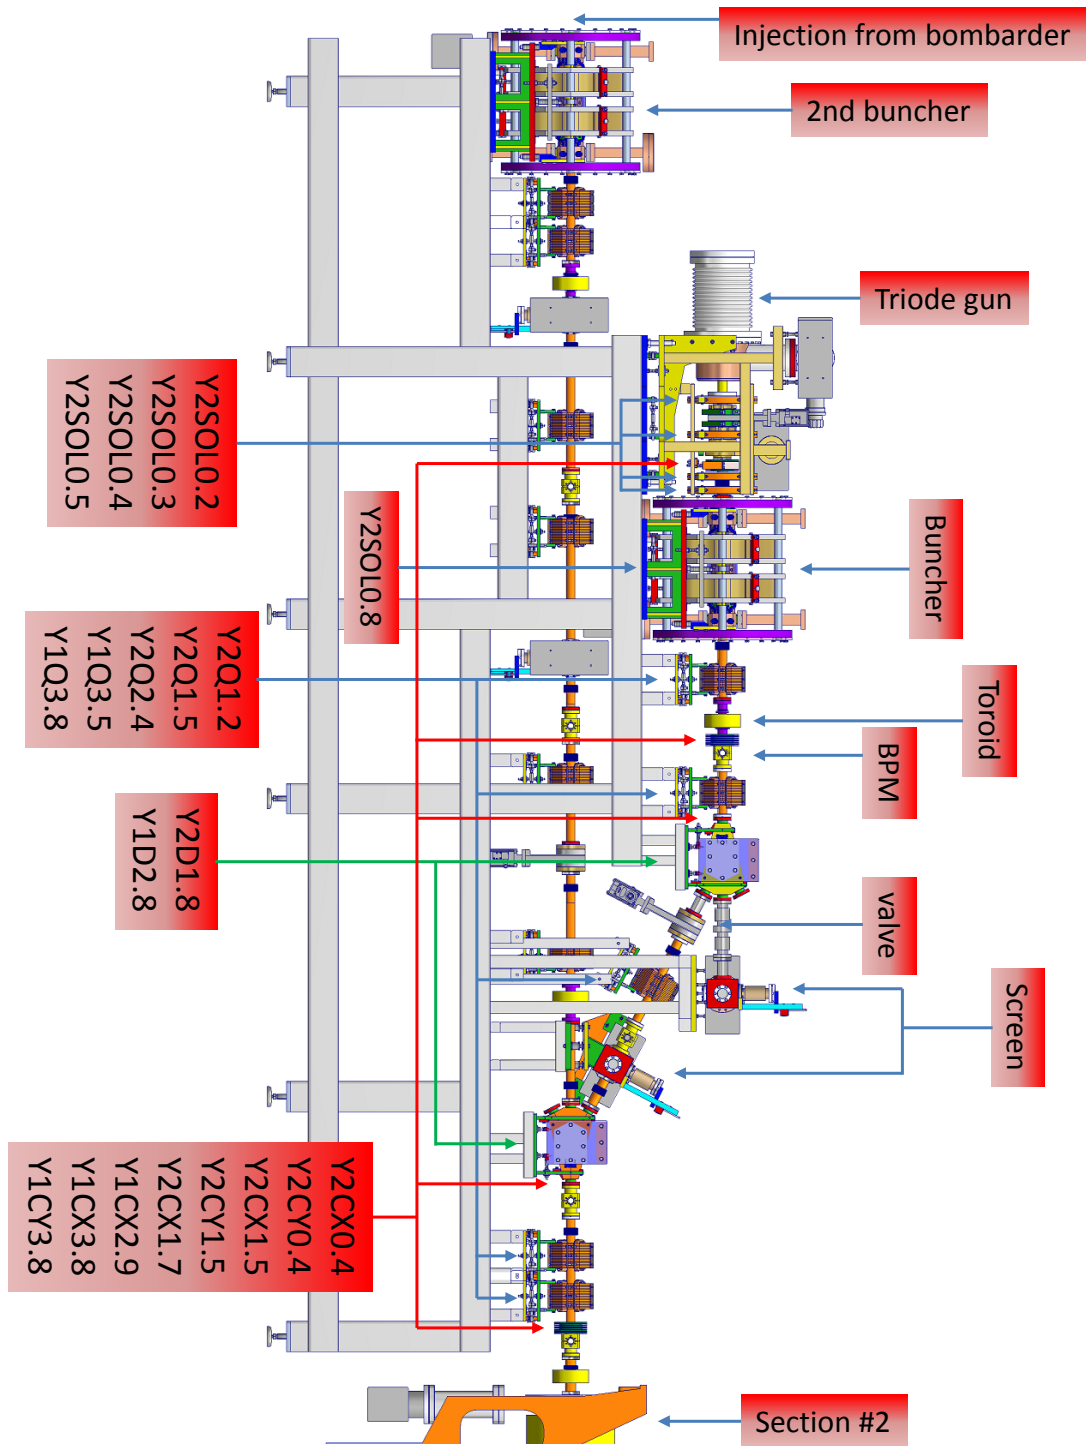 Injection from bombarder
2nd buncher
Triode gun
Y2SOL0.2
Y2SOL0.3
Y2SOL0.4
Y2SOL0.5
Y2SOL0.8
Buncher
Y2Q1.2
Y2Q1.5
Y2Q2.4
Y1Q3.5
Y1Q3.8
Toroid
BPM
Y2D1.8
Y1D2.8
valve
Screen
Y2CX0.4
Y2CY0.4
Y2CX1.5
Y2CY1.5
Y2CX1.7
Y1CX2.9
Y1CX3.8
Y1CY3.8
Section #2